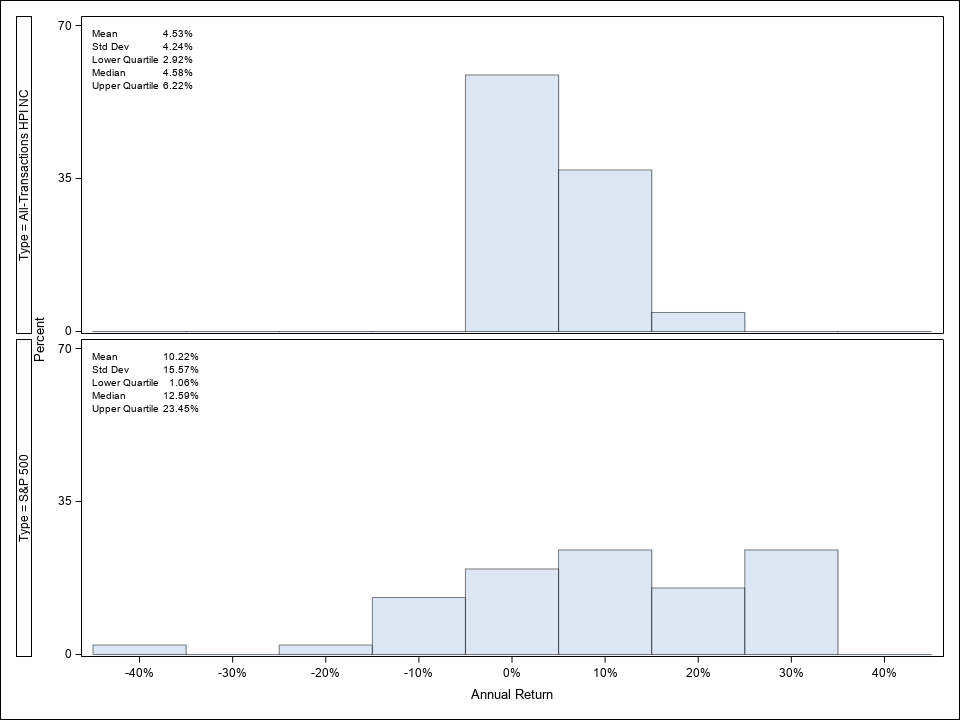 Type = All-Transactions HPI NC
Percent
70
35
0
Mean 4.53%
Std Dev 4.24%
Lower Quartile 2.92%
Median 4.58%
Upper Quartile 6.22%
Type = S&P 500
70
35
0
Mean 10.22%
Std Dev 15.57%
Lower Quartile 1.06%
Median 12.59%
Upper Quartile 23.45%
-40% -30% -20% -10% 0% 10% 20% 30% 40%
Annual Return